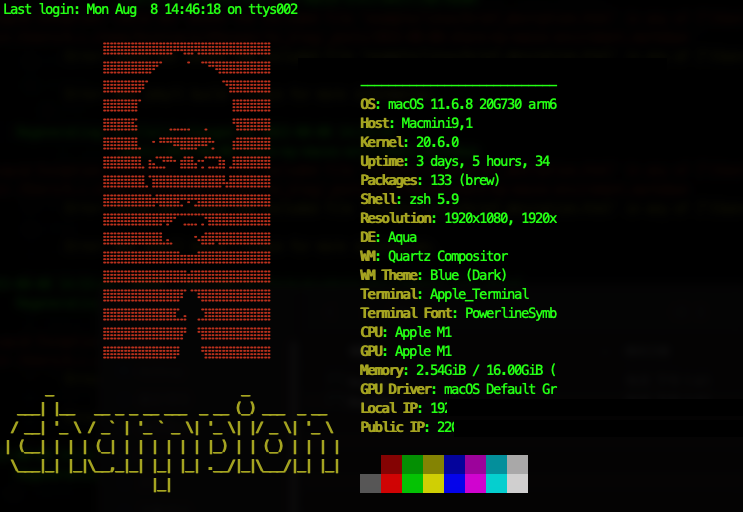 Last login: Mon Aug  8 14:46:18 on ttys002
OS: macOS 11.6.8 20G730 arm6
Host: Macmini9,1
Kernel: 20.6.0
Uptime: 3 days, 5 hours, 34
Packages: 133 (brew)
Shell: zsh 5.9
Resolution: 1920x1080, 1920x
DE: Aqua
WM: Quartz Compositor
WM Theme: Blue (Dark)
Terminal: Apple_Terminal
Terminal Font: PowerlineSymb
CPU: Apple M1
GPU: Apple M1
Memory: 2.54GiB / 16.00GiB (
GPU Driver: macOS Default Gr
Local IP: 19
Public IP: 22
champion